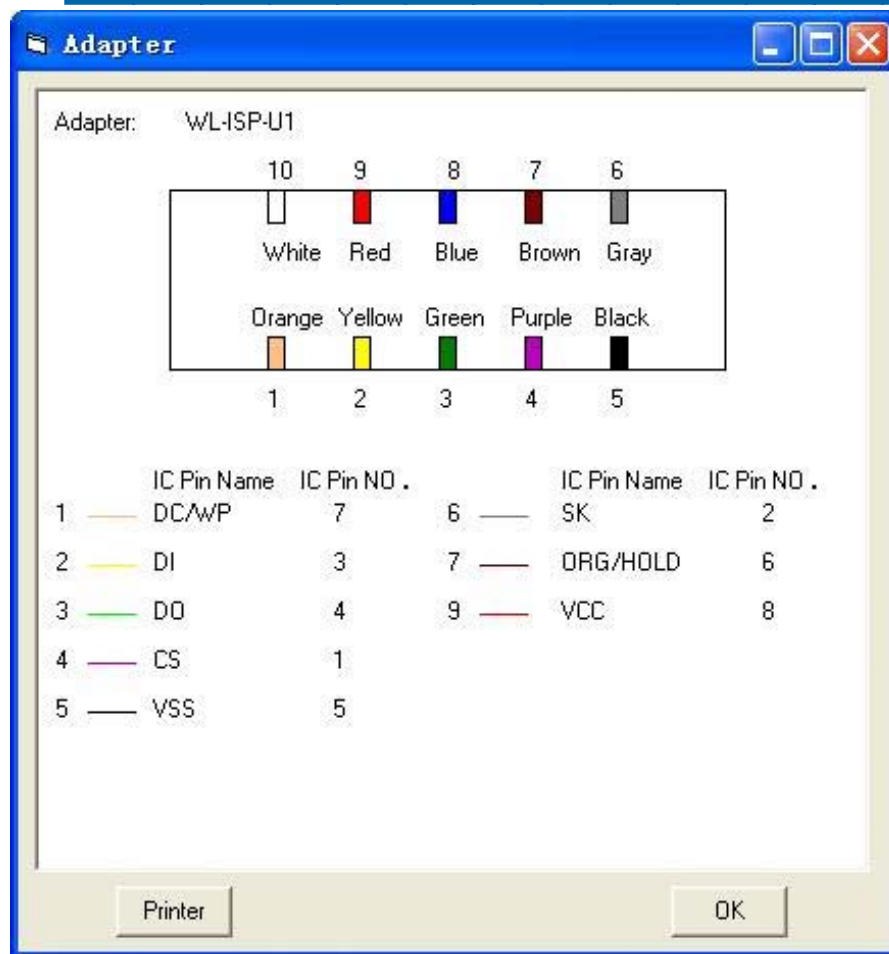 Adapter
Adapter: WL-ISP-U1
10 9 8 7 6
White Red Blue Brown Gray
Orange Yellow Green Purple Black
1 2 3 4 5
IC Pin Name IC Pin NO. IC Pin Name IC Pin NO.
1 DC/WP 7 6 SK 2
2 DI 3 7 ORG/HOLD 6
3 DO 4 9 VCC 8
4 CS 1
5 VSS 5
Printer OK